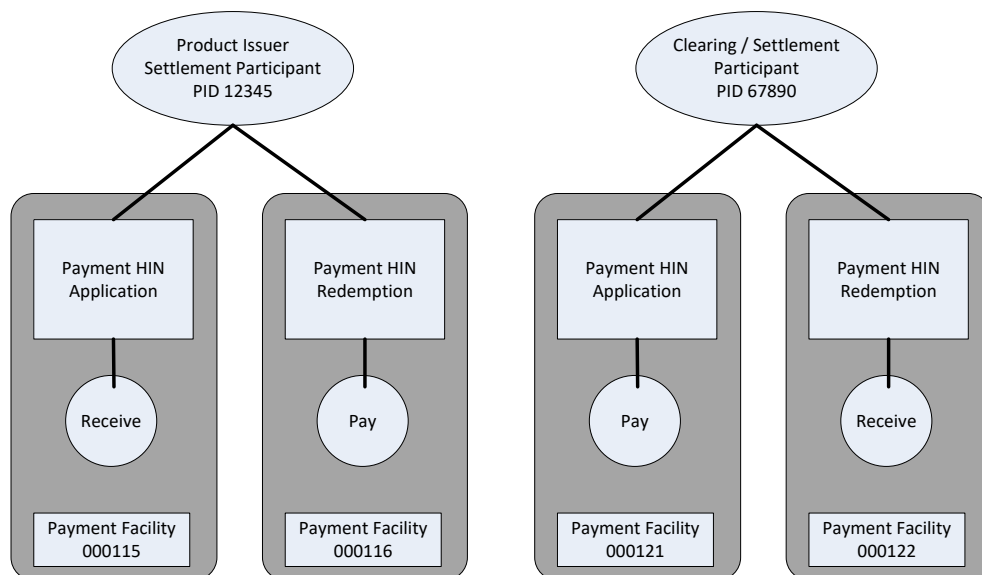 Product Issuer
Settlement Participant
PID 12345
Clearing / Settlement
Participant
PID 67890
Payment HIN
Application
Receive
Payment Facility
000115
Payment HIN
Redemption
Pay
Payment Facility
000116
Payment HIN
Application
Pay
Payment Facility
000121
Payment HIN
Redemption
Receive
Payment Facility
000122